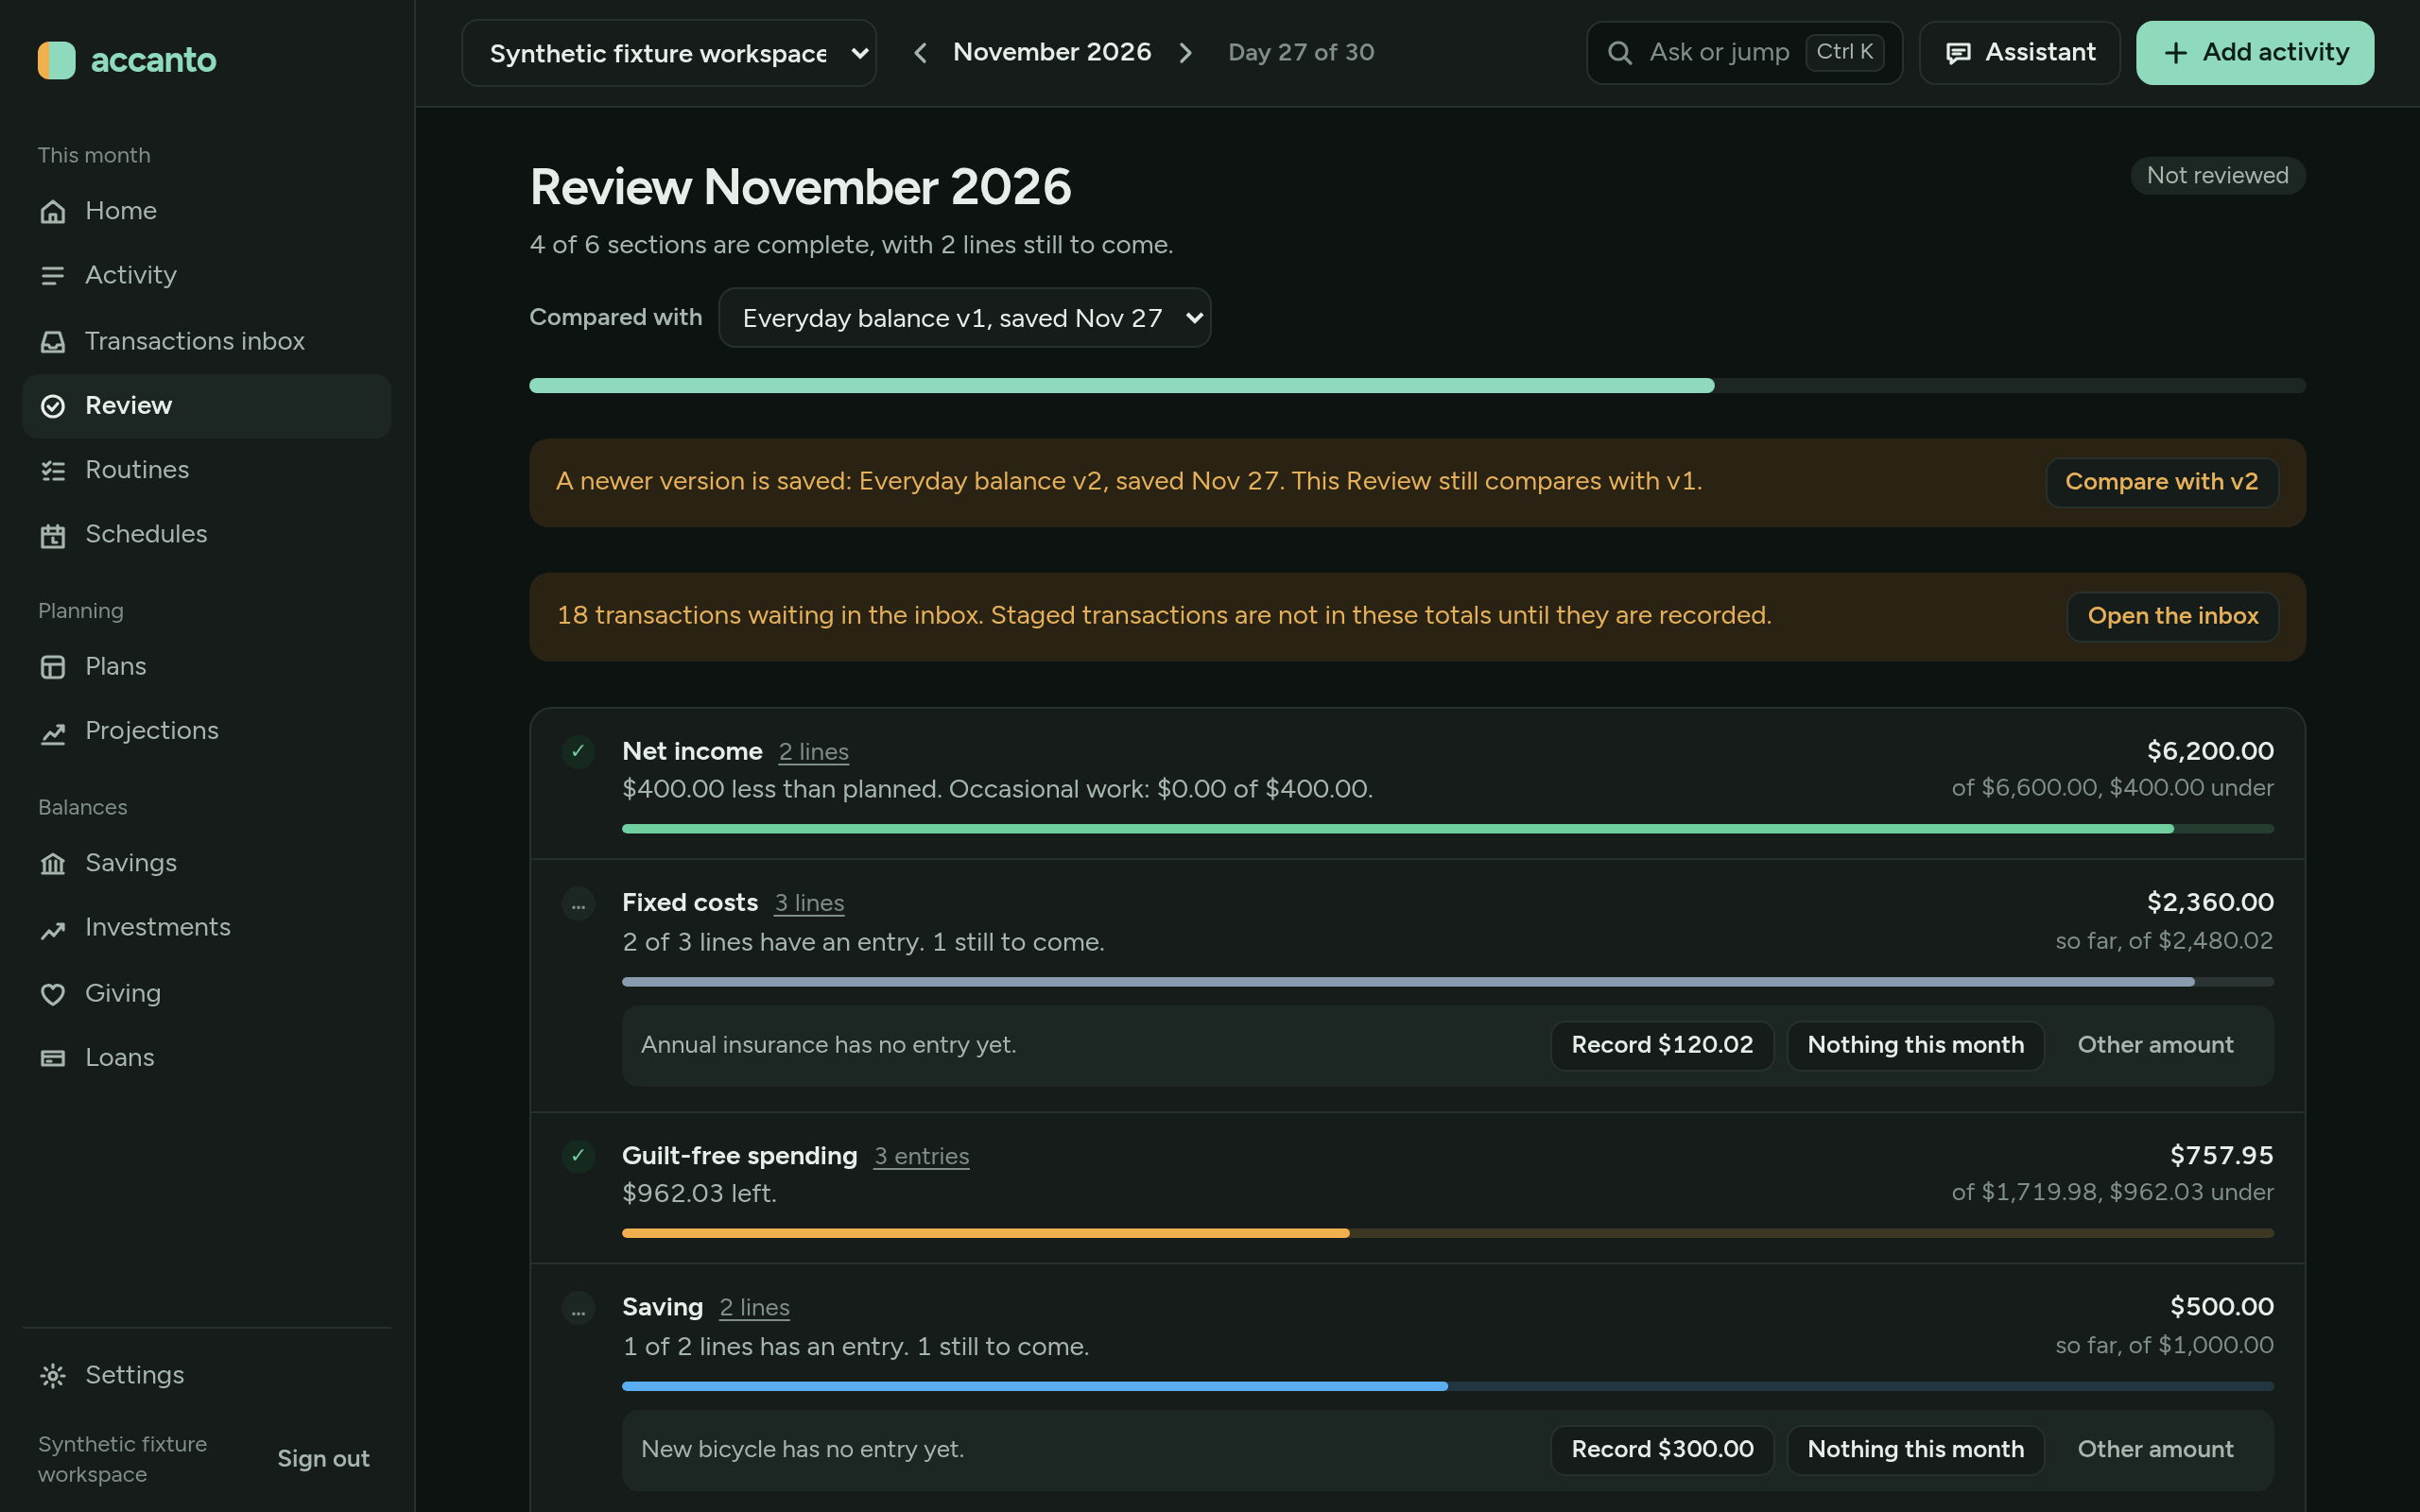 accanto
Synthetic fixture workspace
November 2026
Day 27 of 30
Ask or jump
Ctrl K
Assistant
Add activity
This month
Home
Activity
Transactions inbox
Review
Routines
Schedules
Planning
Plans
Projections
Balances
Savings
Investments
Giving
Loans
Settings
Synthetic fixture
workspace
Sign out
Review November 2026
Not reviewed
4 of 6 sections are complete, with 2 lines still to come.
Compared with
Everyday balance v1, saved Nov 27
A newer version is saved: Everyday balance v2, saved Nov 27. This Review still compares with v1.
Compare with v2
18 transactions waiting in the inbox. Staged transactions are not in these totals until they are recorded.
Open the inbox
✓ Net income 2 lines $6,200.00
$400.00 less than planned. Occasional work: $0.00 of $400.00. of $6,600.00, $400.00 under
… Fixed costs 3 lines $2,360.00
2 of 3 lines have an entry. 1 still to come. so far, of $2,480.02
Annual insurance has no entry yet. Record $120.02 Nothing this month Other amount
✓ Guilt-free spending 3 entries $757.95
$962.03 left. of $1,719.98, $962.03 under
… Saving 2 lines $500.00
1 of 2 lines has an entry. 1 still to come. so far, of $1,000.00
New bicycle has no entry yet. Record $300.00 Nothing this month Other amount